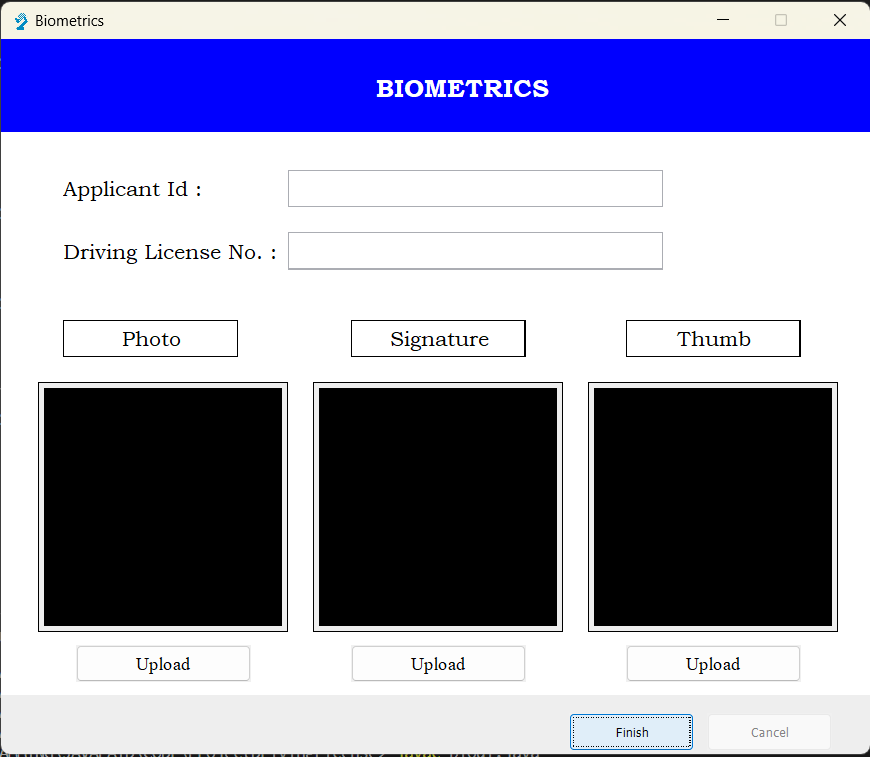 Biometrics
BIOMETRICS
Applicant Id :
Driving License No. :
Photo Signature Thumb
Upload Upload Upload
Finish Cancel